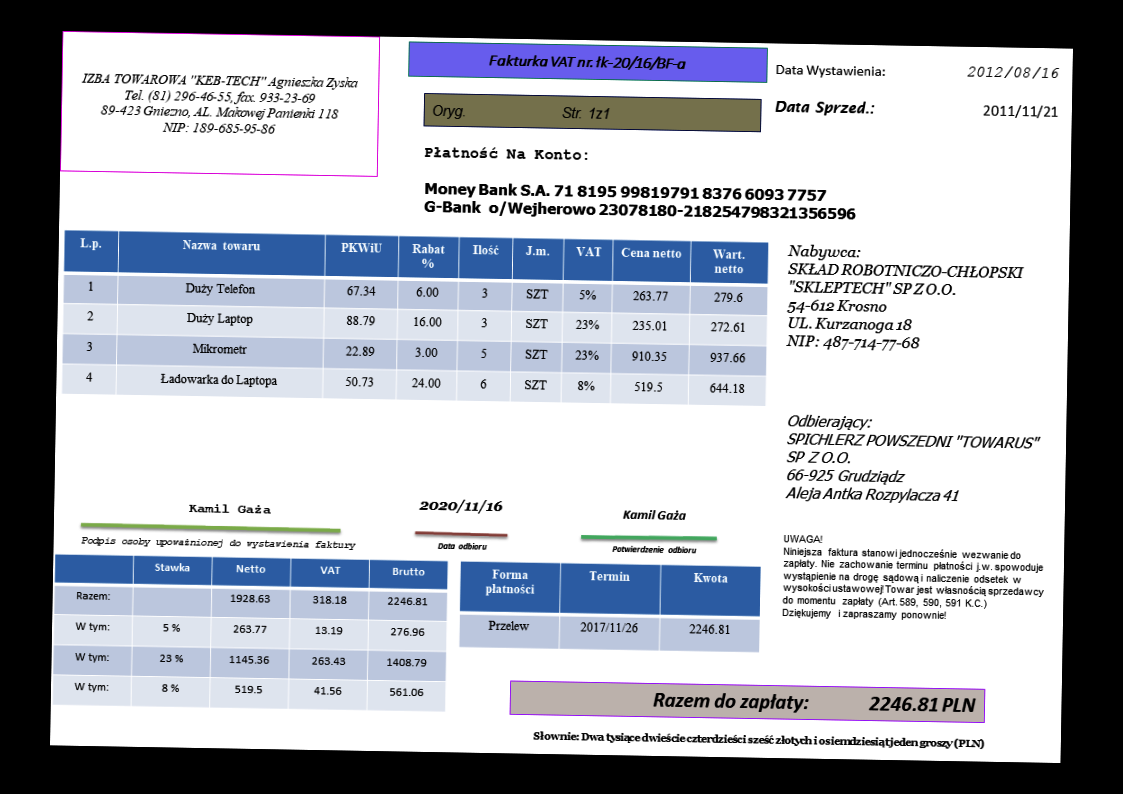 IZBA TOWAROWA "KEB-TECH" Agnieszka Zyska
Tel. (81) 296-46-55, fax. 933-23-69
89-423 Gniezno, AL. Makowej Panienki 118
NIP: 189-685-95-86
Fakturka VAT nr. łk-20/16/BF-a
Oryg. Str. 1z1
Data Wystawienia: 2012/08/16
Data Sprzed.: 2011/11/21
Płatność Na Konto:
Money Bank S.A. 71 8195 99819791 8376 6093 7757
G-Bank o/Wejherowo 23078180-218254798321356596
L.p. Nazwa towaru PKWiU Rabat % Ilość J.m. VAT Cena netto Wart. netto
1 Duży Telefon 67.34 6.00 3 SZT 5% 263.77 279.6
2 Duży Laptop 88.79 16.00 3 SZT 23% 235.01 272.61
3 Mikrometr 22.89 3.00 5 SZT 23% 910.35 937.66
4 Ładowarka do Laptopa 50.73 24.00 6 SZT 8% 519.5 644.18
Nabywca:
SKŁAD ROBOTNICZO-CHŁOPSKI
"SKLEPTECH" SP Z O.O.
54-612 Krosno
UL. Kurzanoga 18
NIP: 487-714-77-68
Odbierający:
SPICHLERZ POWSZEDNI "TOWARUS"
SP Z O.O.
66-925 Grudziądz
Aleja Antka Rozpylacza 41
Kamil Gaża
Podpis osoby upoważnionej do wystawienia faktury
2020/11/16
Data odbioru
Kamil Gaża
Potwierdzenie odbioru
UWAGA!
Niniejsza faktura stanowi jednocześnie wezwanie do
zapłaty. Nie zachowanie terminu płatności j.w. spowoduje
wystąpienie na drogę sądową i naliczenie odsetek w
wysokości ustawowej! Towar jest własnością sprzedawcy
do momentu zapłaty (Art. 589, 590, 591 K.C.)
Dziękujemy i zapraszamy ponownie!
Stawka Netto VAT Brutto
Razem: 1928.63 318.18 2246.81
W tym: 5 % 263.77 13.19 276.96
W tym: 23 % 1145.36 263.43 1408.79
W tym: 8 % 519.5 41.56 561.06
Forma płatności Termin Kwota
Przelew 2017/11/26 2246.81
Razem do zapłaty: 2246.81 PLN
Słownie: Dwa tysiące dwieście czterdzieści sześć złotych i osiemdziesiąt jeden groszy (PLN)